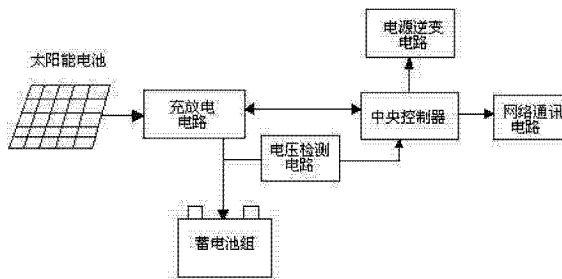 电源逆变
电路
太阳能电池
充放电
电路
中央控制器
网络通讯
电路
电压检测
电路
蓄电池组